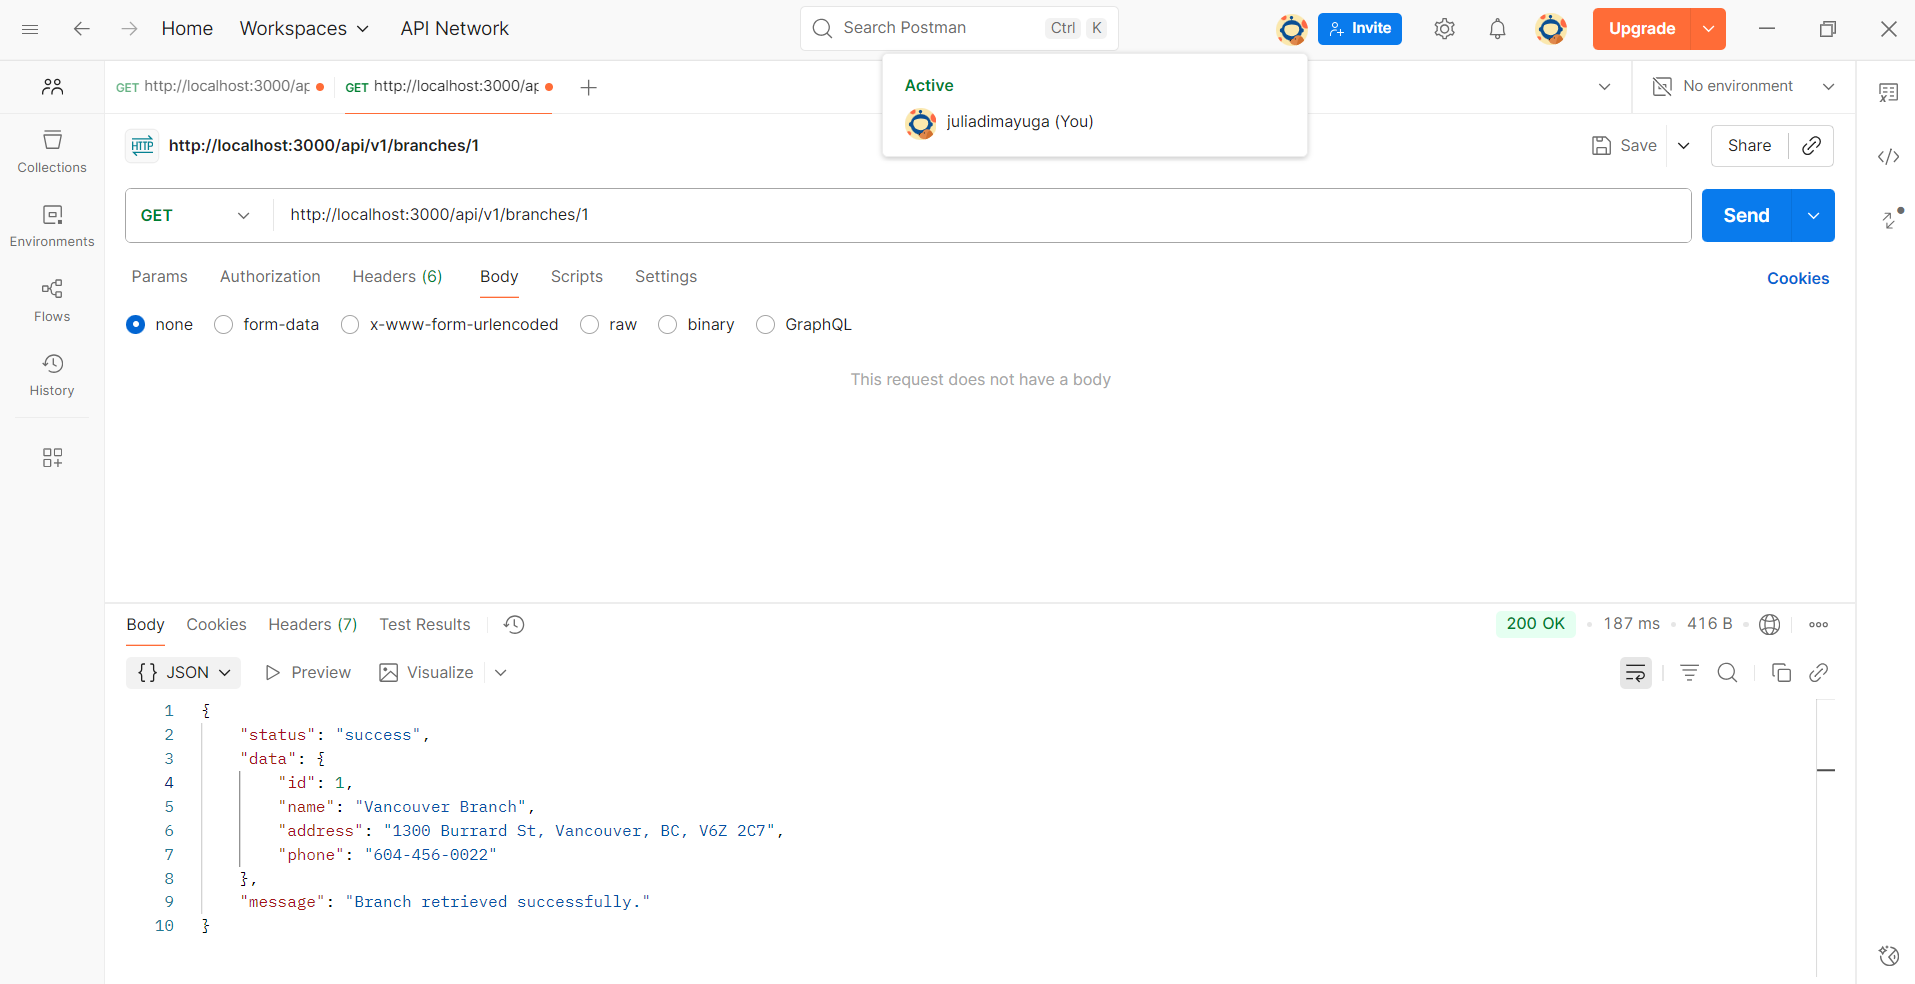 Home Workspaces API Network Search Postman Ctrl K Invite Upgrade
Active
juliadimayuga (You)
GET http://localhost:3000/ap GET http://localhost:3000/ap No environment
HTTP http://localhost:3000/api/v1/branches/1 Save Share
GET http://localhost:3000/api/v1/branches/1 Send
Params Authorization Headers (6) Body Scripts Settings Cookies
none form-data x-www-form-urlencoded raw binary GraphQL
This request does not have a body
Collections
Environments
Flows
History
Body Cookies Headers (7) Test Results 200 OK • 187 ms • 416 B •
{} JSON Preview Visualize
1 {
2 "status": "success",
3 "data": {
4 "id": 1,
5 "name": "Vancouver Branch",
6 "address": "1300 Burrard St, Vancouver, BC, V6Z 2C7",
7 "phone": "604-456-0022"
8 },
9 "message": "Branch retrieved successfully."
10 }